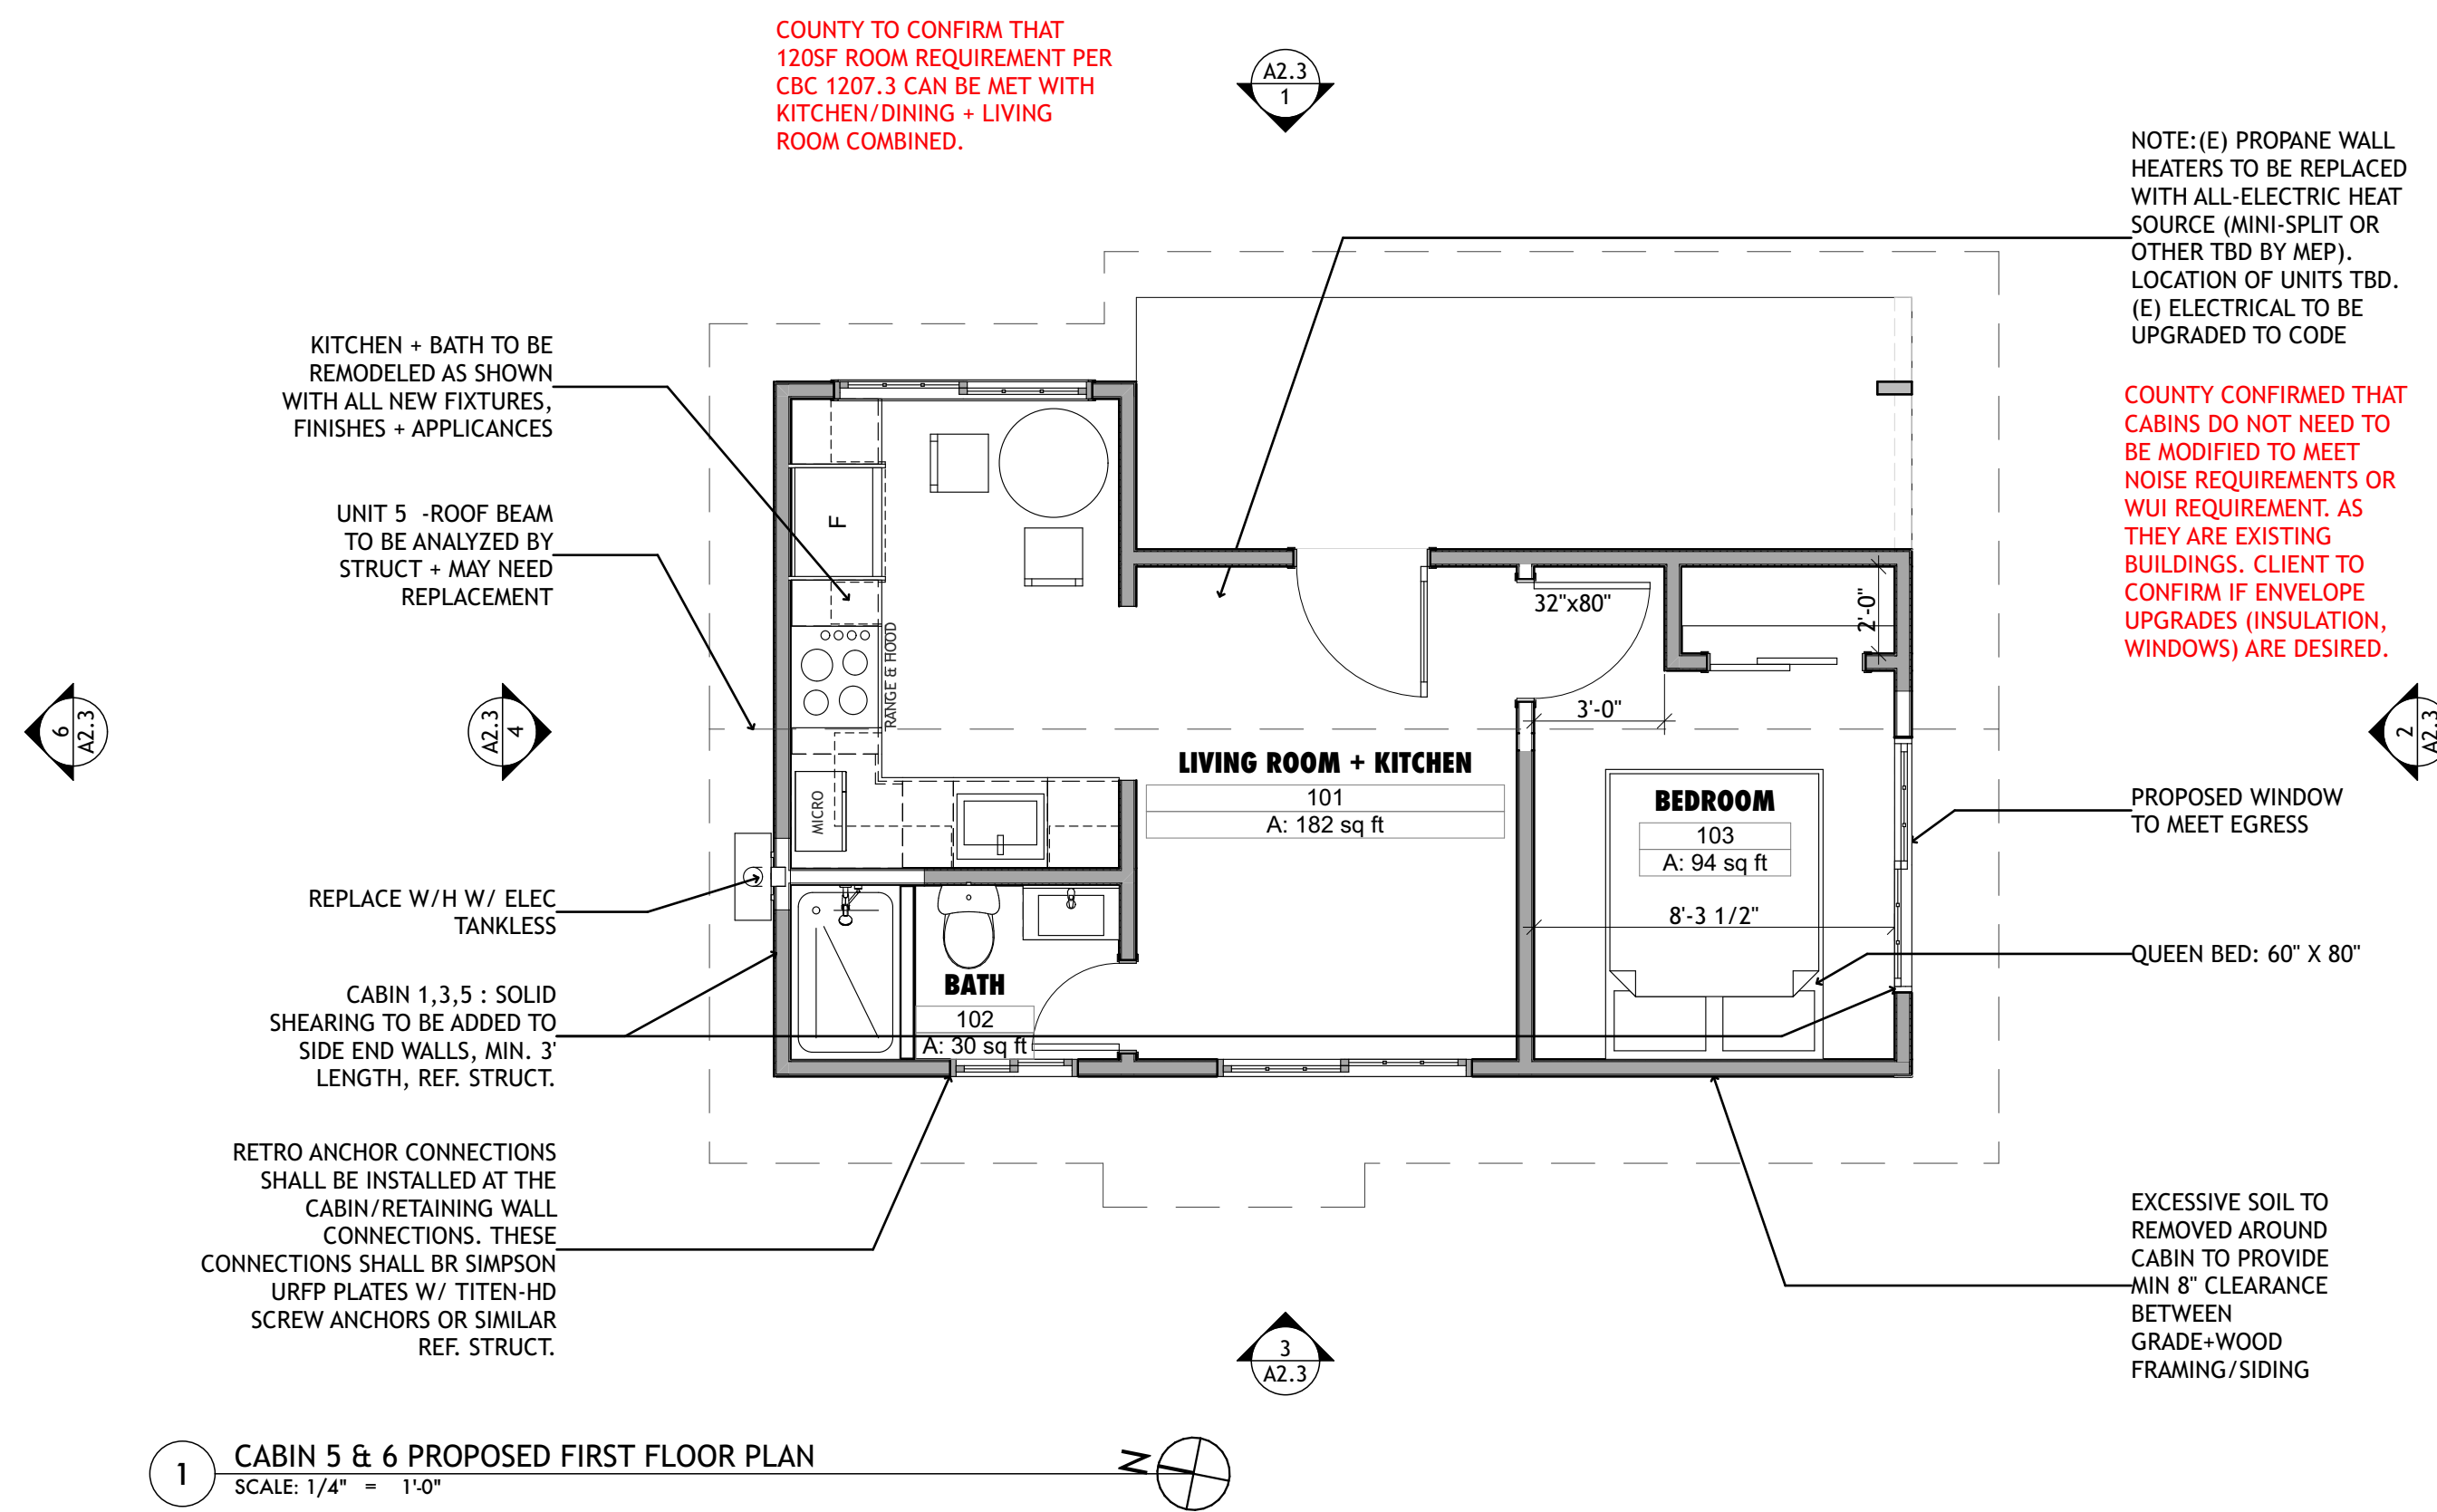 COUNTY TO CONFIRM THAT
120SF ROOM REQUIREMENT PER
CBC 1207.3 CAN BE MET WITH
KITCHEN/DINING + LIVING
ROOM COMBINED.
A2.3
1
NOTE:(E) PROPANE WALL
HEATERS TO BE REPLACED
WITH ALL-ELECTRIC HEAT
SOURCE (MINI-SPLIT OR
OTHER TBD BY MEP).
LOCATION OF UNITS TBD.
(E) ELECTRICAL TO BE
UPGRADED TO CODE
COUNTY CONFIRMED THAT
CABINS DO NOT NEED TO
BE MODIFIED TO MEET
NOISE REQUIREMENTS OR
WUI REQUIREMENT. AS
THEY ARE EXISTING
BUILDINGS. CLIENT TO
CONFIRM IF ENVELOPE
UPGRADES (INSULATION,
WINDOWS) ARE DESIRED.
KITCHEN + BATH TO BE
REMODELED AS SHOWN
WITH ALL NEW FIXTURES,
FINISHES + APPLICANCES
UNIT 5 -ROOF BEAM
TO BE ANALYZED BY
STRUCT + MAY NEED
REPLACEMENT
F
RANGE & HOOD
MICRO
32"x80"
2'-0"
3'-0"
6
A2.3
A2.3
4
2
A2.3
LIVING ROOM + KITCHEN
101
A: 182 sq ft
BEDROOM
103
A: 94 sq ft
8'-3 1/2"
PROPOSED WINDOW
TO MEET EGRESS
QUEEN BED: 60" X 80"
REPLACE W/H W/ ELEC
TANKLESS
BATH
102
A: 30 sq ft
CABIN 1,3,5 : SOLID
SHEARING TO BE ADDED TO
SIDE END WALLS, MIN. 3'
LENGTH, REF. STRUCT.
RETRO ANCHOR CONNECTIONS
SHALL BE INSTALLED AT THE
CABIN/RETAINING WALL
CONNECTIONS. THESE
CONNECTIONS SHALL BR SIMPSON
URFP PLATES W/ TITEN-HD
SCREW ANCHORS OR SIMILAR
REF. STRUCT.
EXCESSIVE SOIL TO
REMOVED AROUND
CABIN TO PROVIDE
MIN 8" CLEARANCE
BETWEEN
GRADE+WOOD
FRAMING/SIDING
3
A2.3
1
CABIN 5 & 6 PROPOSED FIRST FLOOR PLAN
SCALE: 1/4" = 1'-0"
N